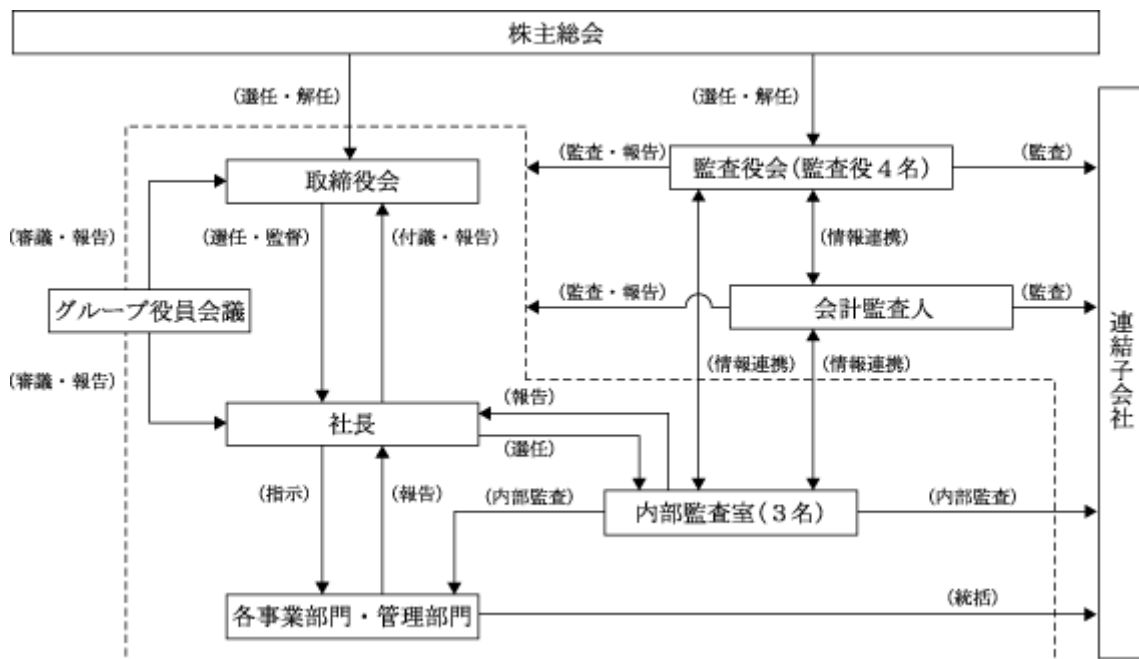 株主総会
(選任・解任)
(選任・解任)
(監査・報告)
監査役会(監査役4名)
(監査)
取締役会
(審議・報告)
(選任・監督)
(付議・報告)
(情報連携)
グループ役員会議
(監査・報告)
会計監査人
(監査)
連結子会社
(審議・報告)
(情報連携)
(情報連携)
(報告)
社長
(選任)
(指示)
(報告)
(内部監査)
内部監査室(3名)
(内部監査)
各事業部門・管理部門
(統括)